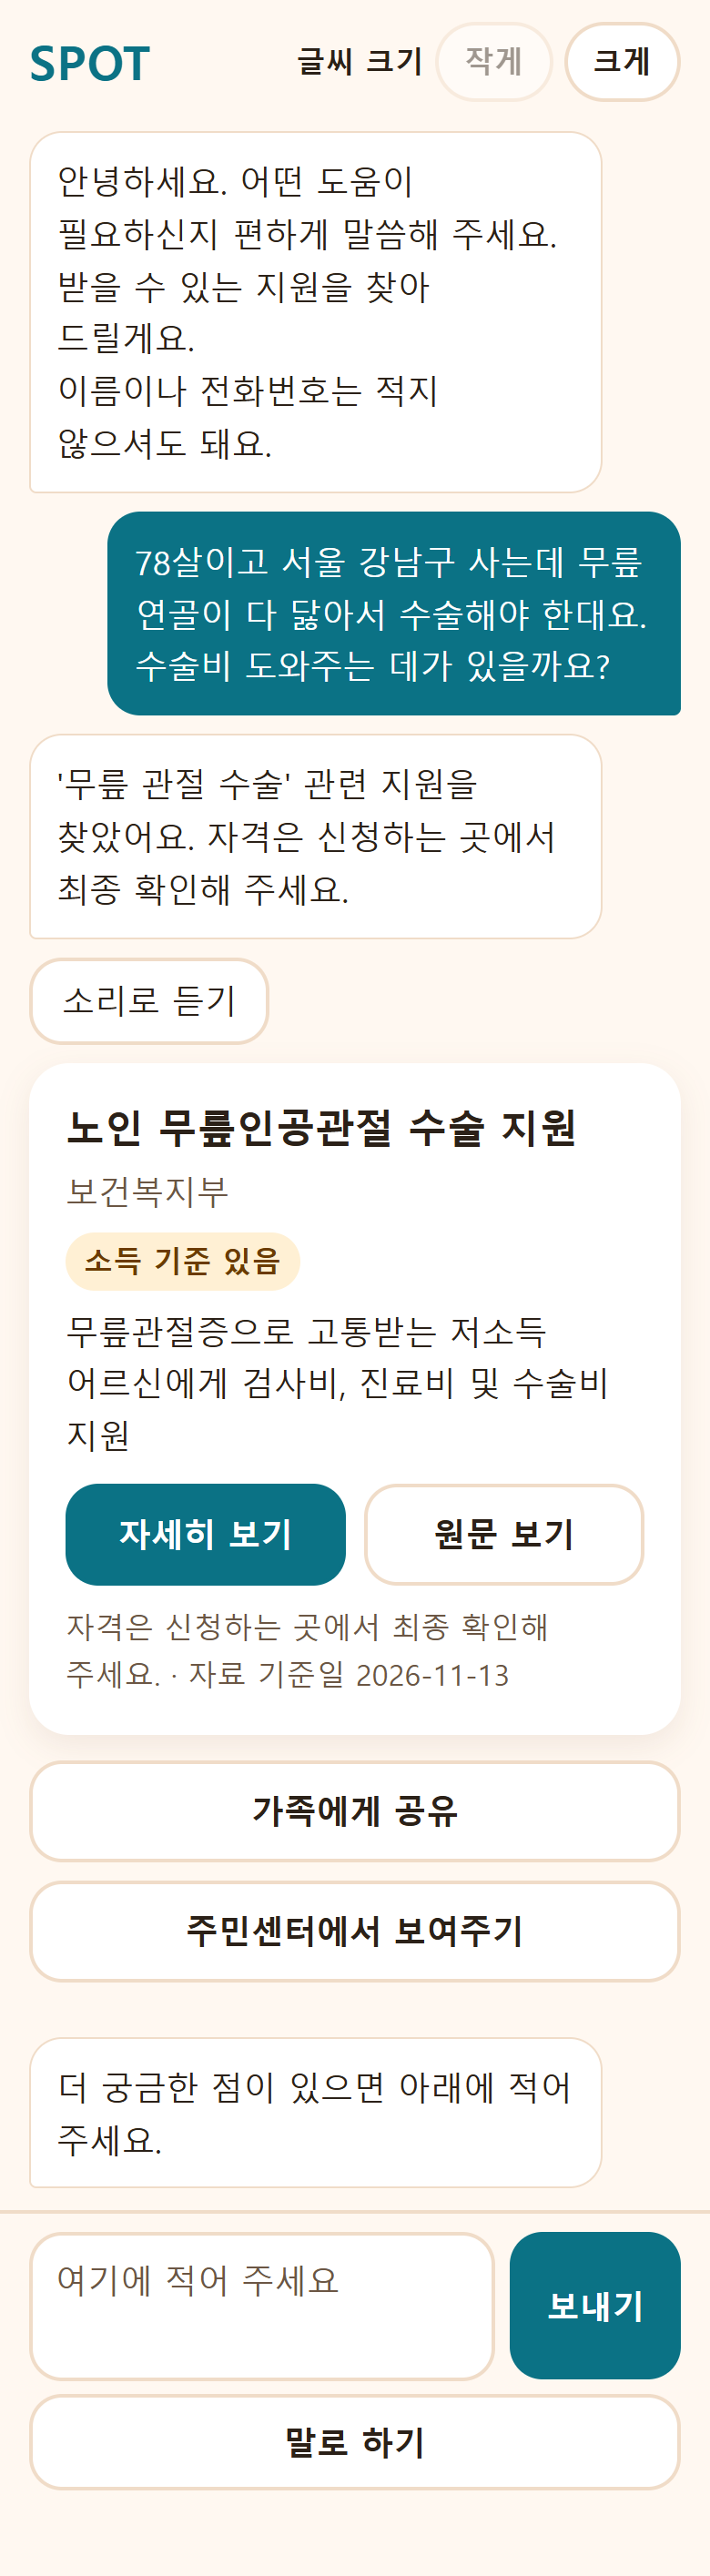 SPOT
글씨 크기 작게 크게
안녕하세요. 어떤 도움이
필요하신지 편하게 말씀해 주세요.
받을 수 있는 지원을 찾아
드릴게요.
이름이나 전화번호는 적지
않으셔도 돼요.
78살이고 서울 강남구 사는데 무릎
연골이 다 닳아서 수술해야 한대요.
수술비 도와주는 데가 있을까요?
'무릎 관절 수술' 관련 지원을
찾았어요. 자격은 신청하는 곳에서
최종 확인해 주세요.
소리로 듣기
노인 무릎인공관절 수술 지원
보건복지부
소득 기준 있음
무릎관절증으로 고통받는 저소득
어르신에게 검사비, 진료비 및 수술비
지원
자세히 보기 원문 보기
자격은 신청하는 곳에서 최종 확인해
주세요. · 자료 기준일 2026-11-13
가족에게 공유
주민센터에서 보여주기
더 궁금한 점이 있으면 아래에 적어
주세요.
여기에 적어 주세요
보내기
말로 하기